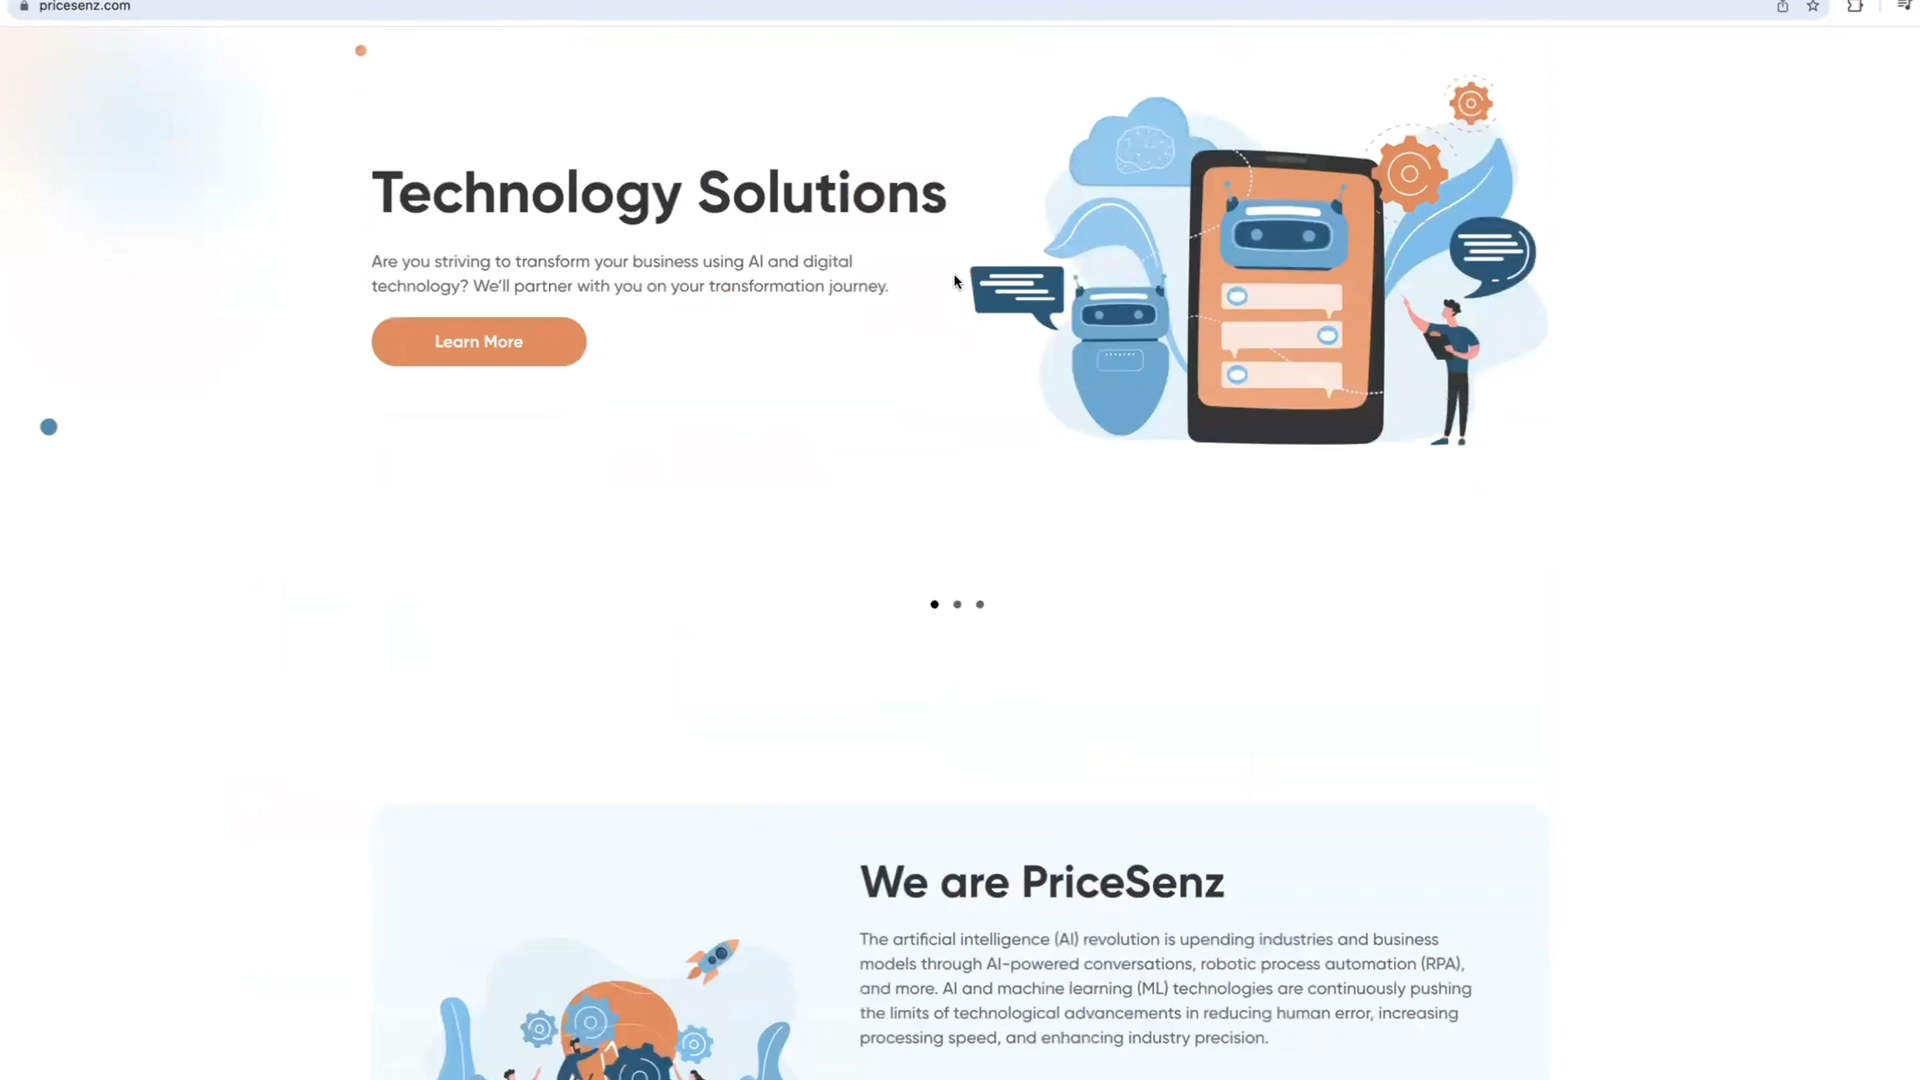 pricesenz.com
Technology Solutions
Are you striving to transform your business using AI and digital
technology? We'll partner with you on your transformation journey.
Learn More
We are PriceSenz
The artificial intelligence (AI) revolution is upending industries and business
models through AI-powered conversations, robotic process automation (RPA),
and more. AI and machine learning (ML) technologies are continuously pushing
the limits of technological advancements in reducing human error, increasing
processing speed, and enhancing industry precision.